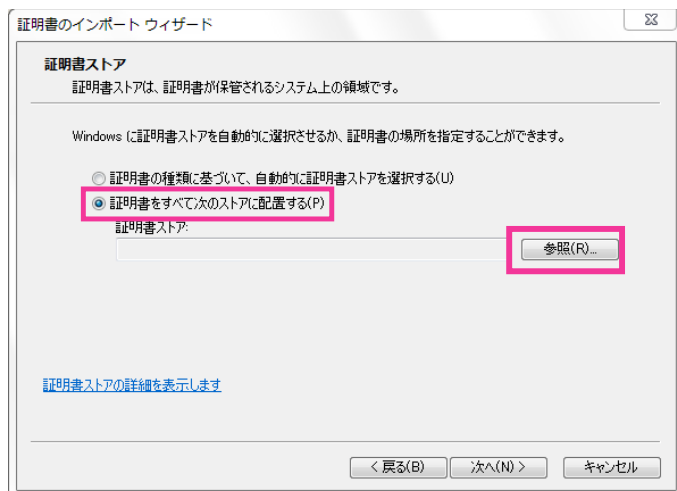 証明書のインポート ウィザード
証明書ストア
証明書ストアは、証明書が保管されるシステム上の領域です。
Windows に証明書ストアを自動的に選択させるか、証明書の場所を指定することができます。
証明書の種類に基づいて、自動的に証明書ストアを選択する(U)
証明書をすべて次のストアに配置する(P)
証明書ストア:
参照(R)...
証明書ストアの詳細を表示します
< 戻る(B) 次へ(N) > キャンセル